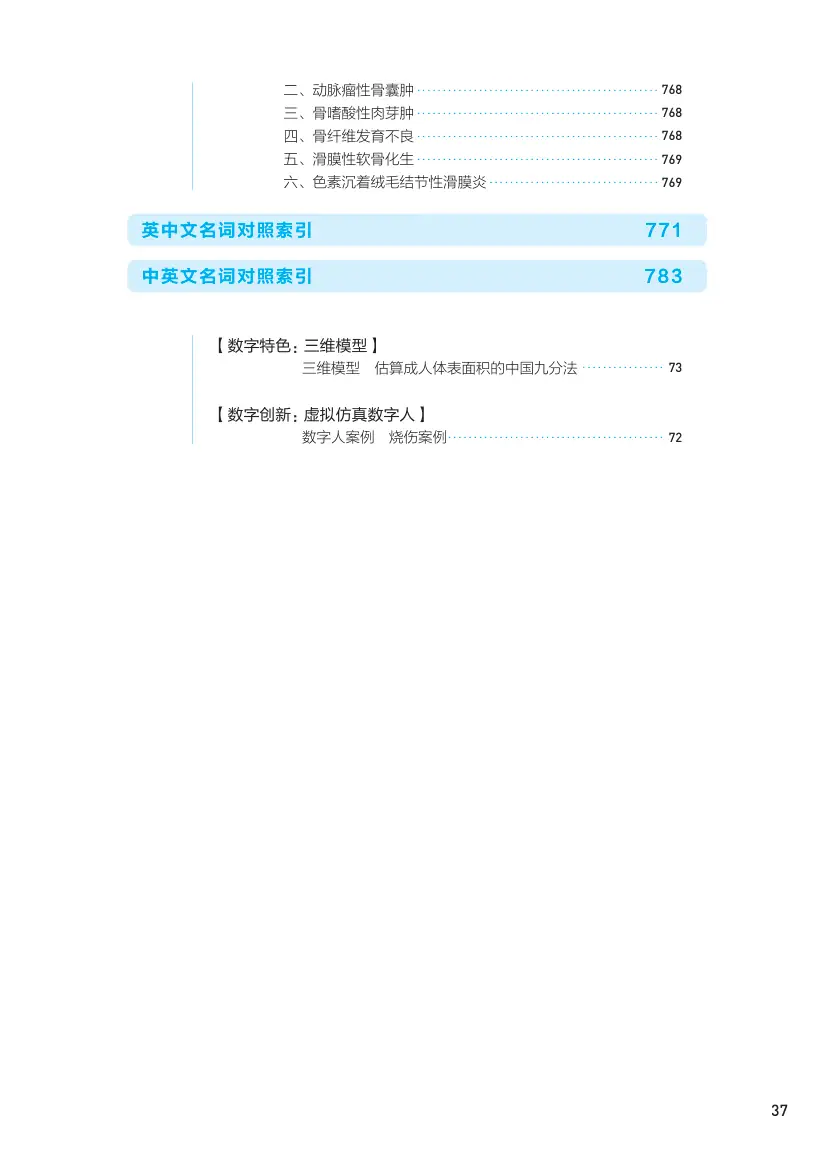 二、动脉瘤性骨囊肿 768
三、骨嗜酸性肉芽肿 768
四、骨纤维发育不良 768
五、滑膜性软骨化生 769
六、色素沉着绒毛结节性滑膜炎 769
英中文名词对照索引 771
中英文名词对照索引 783
【数字特色：三维模型】
三维模型 估算成人体表面积的中国九分法 73
【数字创新：虚拟仿真数字人】
数字人案例 烧伤案例 72
37